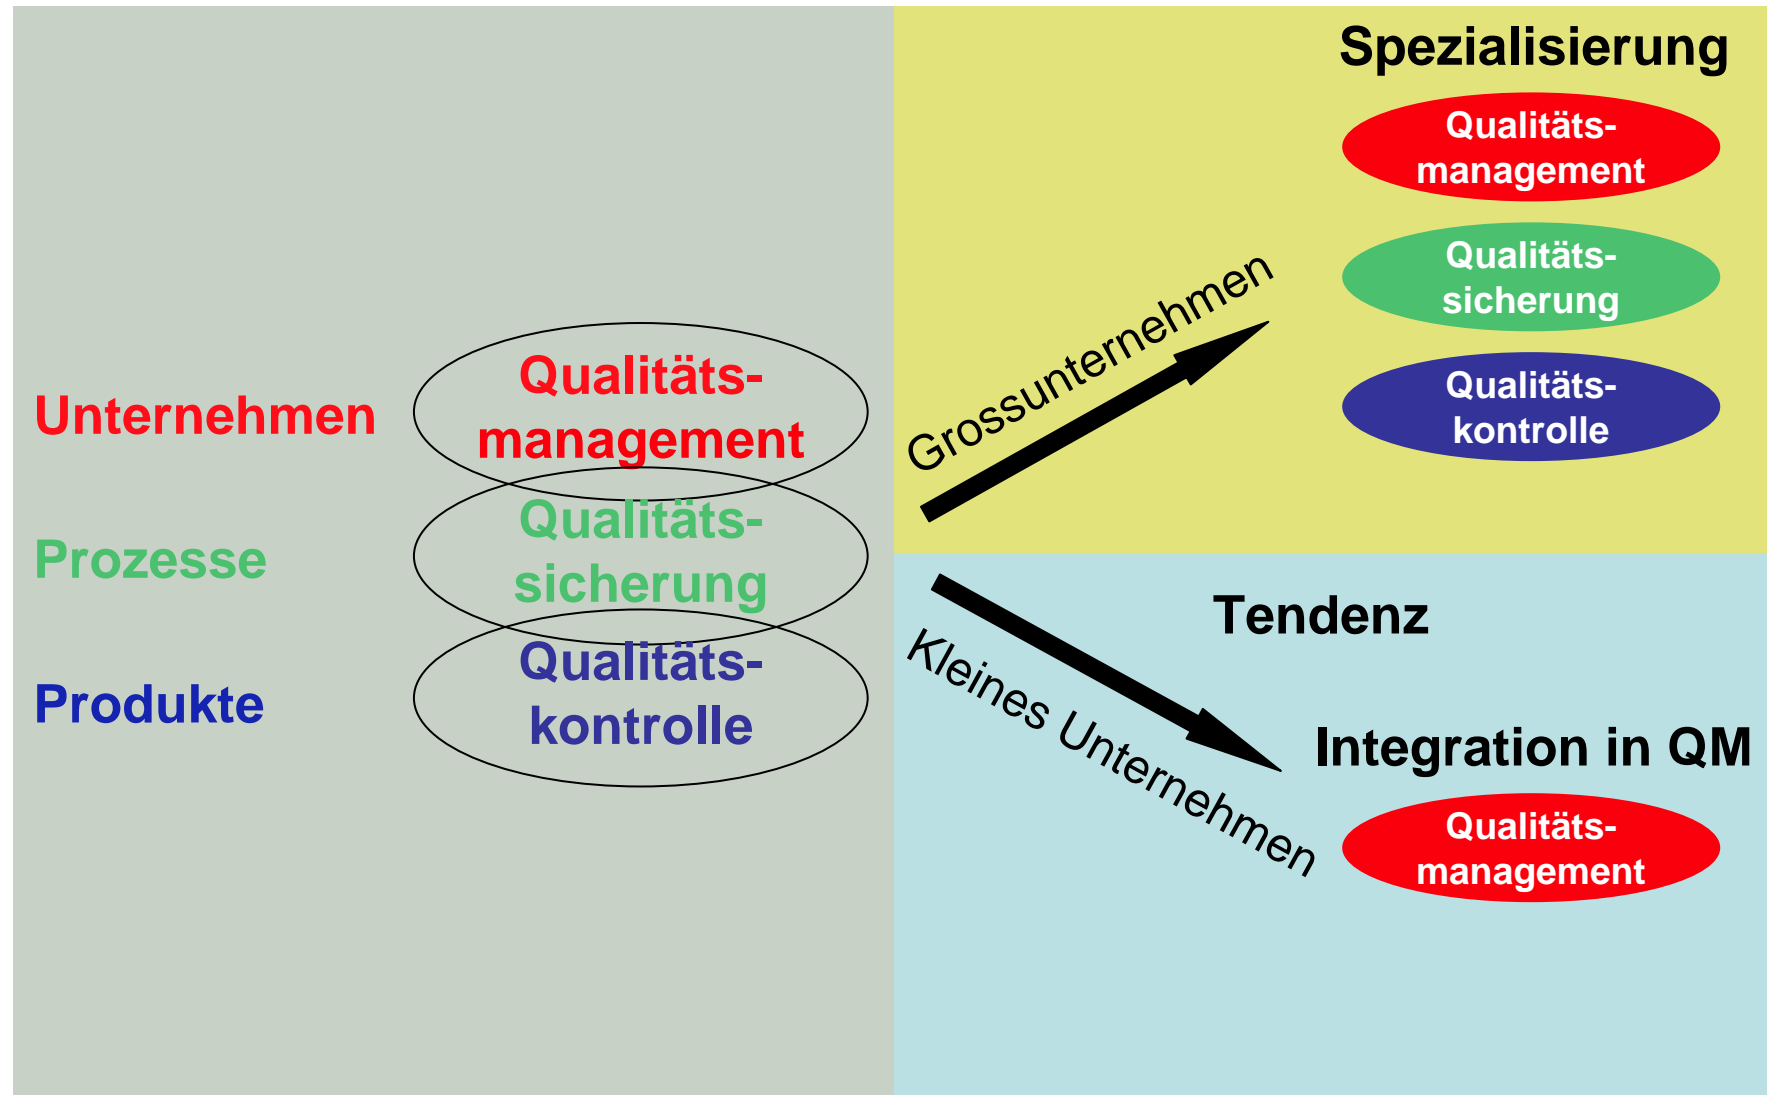 Unternehmen
Qualitäts-
management
Prozesse
Qualitäts-
sicherung
Produkte
Qualitäts-
kontrolle
Grossunternehmen
Spezialisierung
Qualitäts-
management
Qualitäts-
sicherung
Qualitäts-
kontrolle
Tendenz
Kleines Unternehmen
Integration in QM
Qualitäts-
management